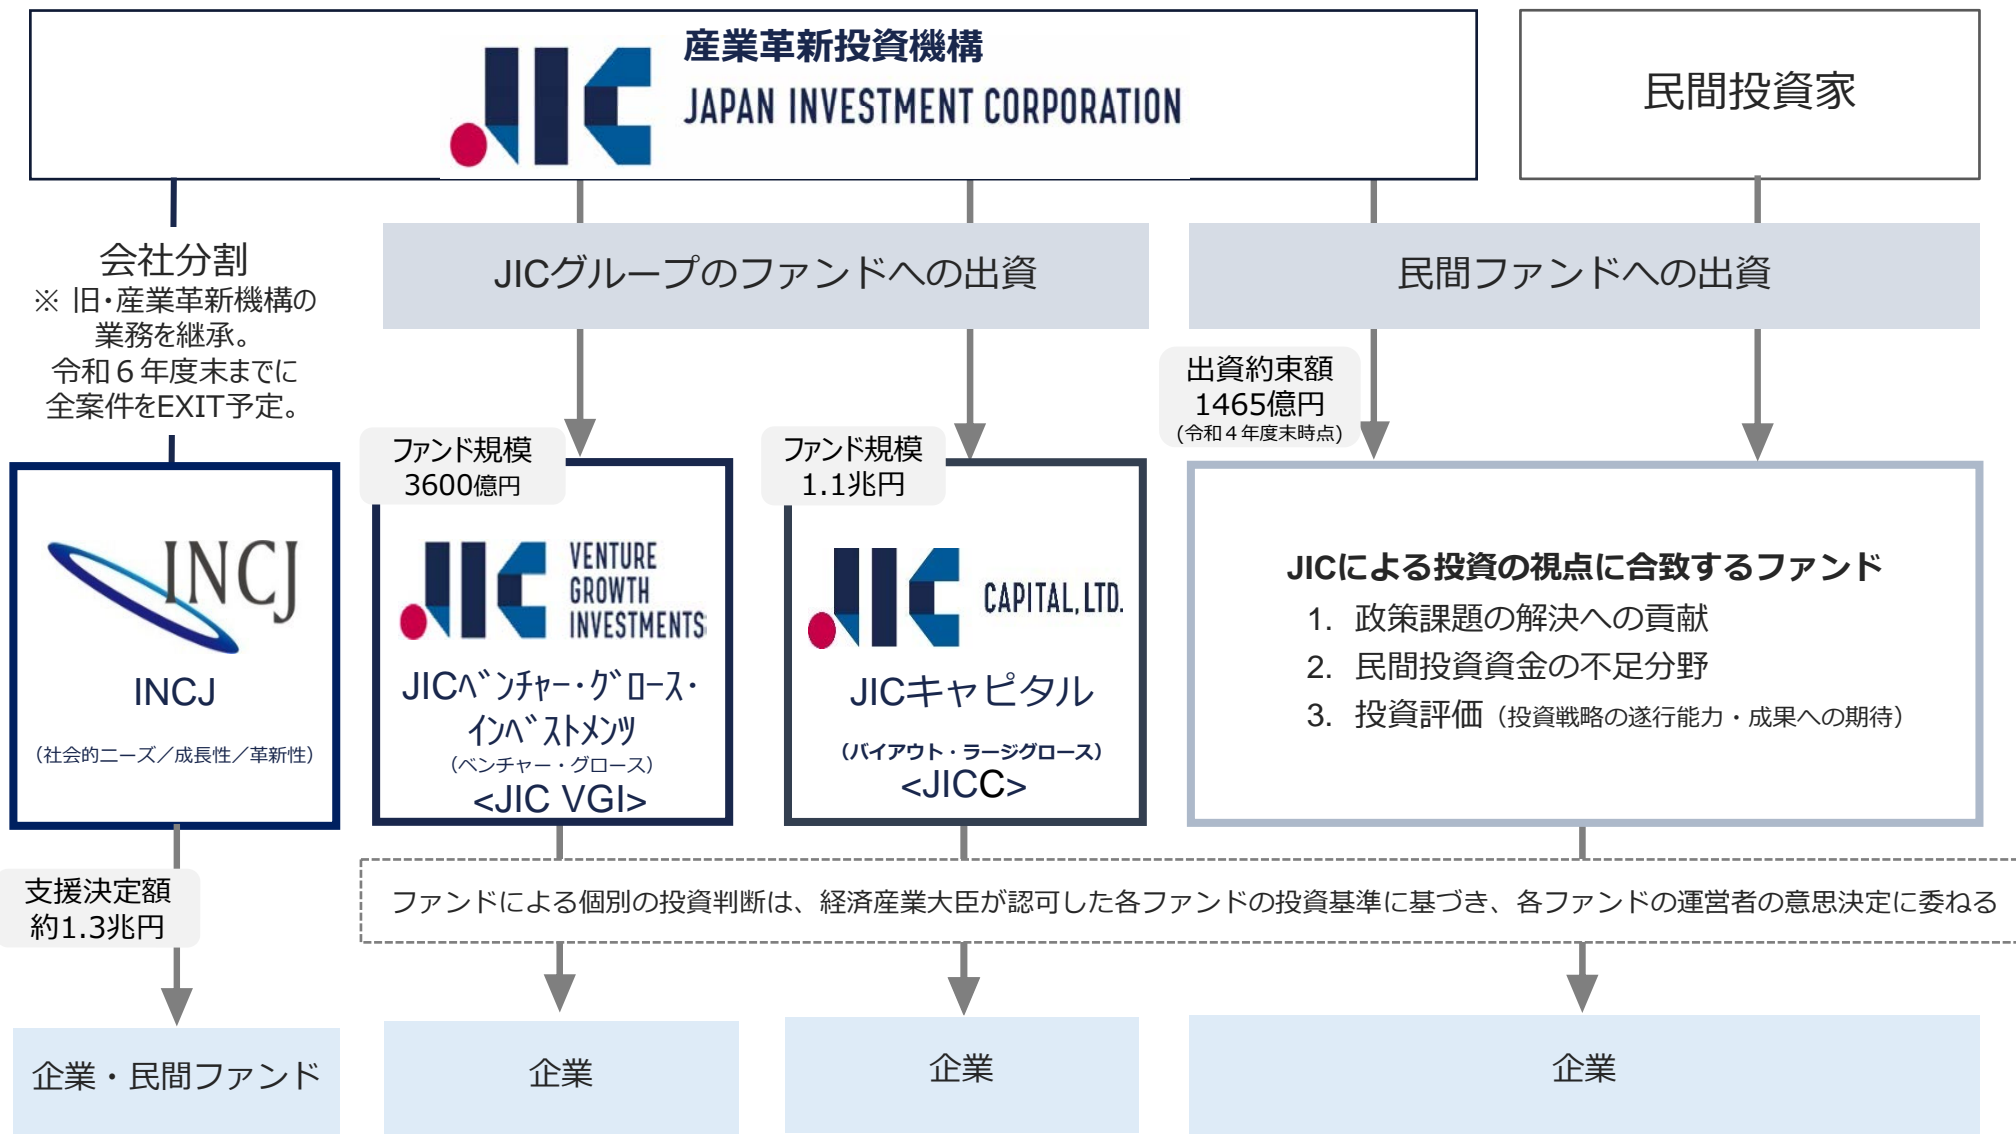 産業革新投資機構
JIC
JAPAN INVESTMENT CORPORATION
民間投資家
会社分割
※ 旧・産業革新機構の
業務を継承。
令和６年度末までに
全案件をEXIT予定。
JICグループのファンドへの出資
民間ファンドへの出資
出資約束額
1465億円
(令和４年度末時点)
ファンド規模
3600億円
ファンド規模
1.1兆円
INCJ
INCJ
（社会的ニーズ／成長性／革新性）
JIC
VENTURE
GROWTH
INVESTMENTS
JICﾍﾞﾝﾁｬｰ・ｸﾞﾛｰｽ・
ｲﾝﾍﾞｽﾄﾒﾝﾂ
（ベンチャー・グロース）
<JIC VGI>
JIC
CAPITAL, LTD.
JICキャピタル
（バイアウト・ラージグロース）
<JICC>
JICによる投資の視点に合致するファンド
1. 政策課題の解決への貢献
2. 民間投資資金の不足分野
3. 投資評価（投資戦略の遂行能力・成果への期待）
支援決定額
約1.3兆円
ファンドによる個別の投資判断は、経済産業大臣が認可した各ファンドの投資基準に基づき、各ファンドの運営者の意思決定に委ねる
企業・民間ファンド
企業
企業
企業